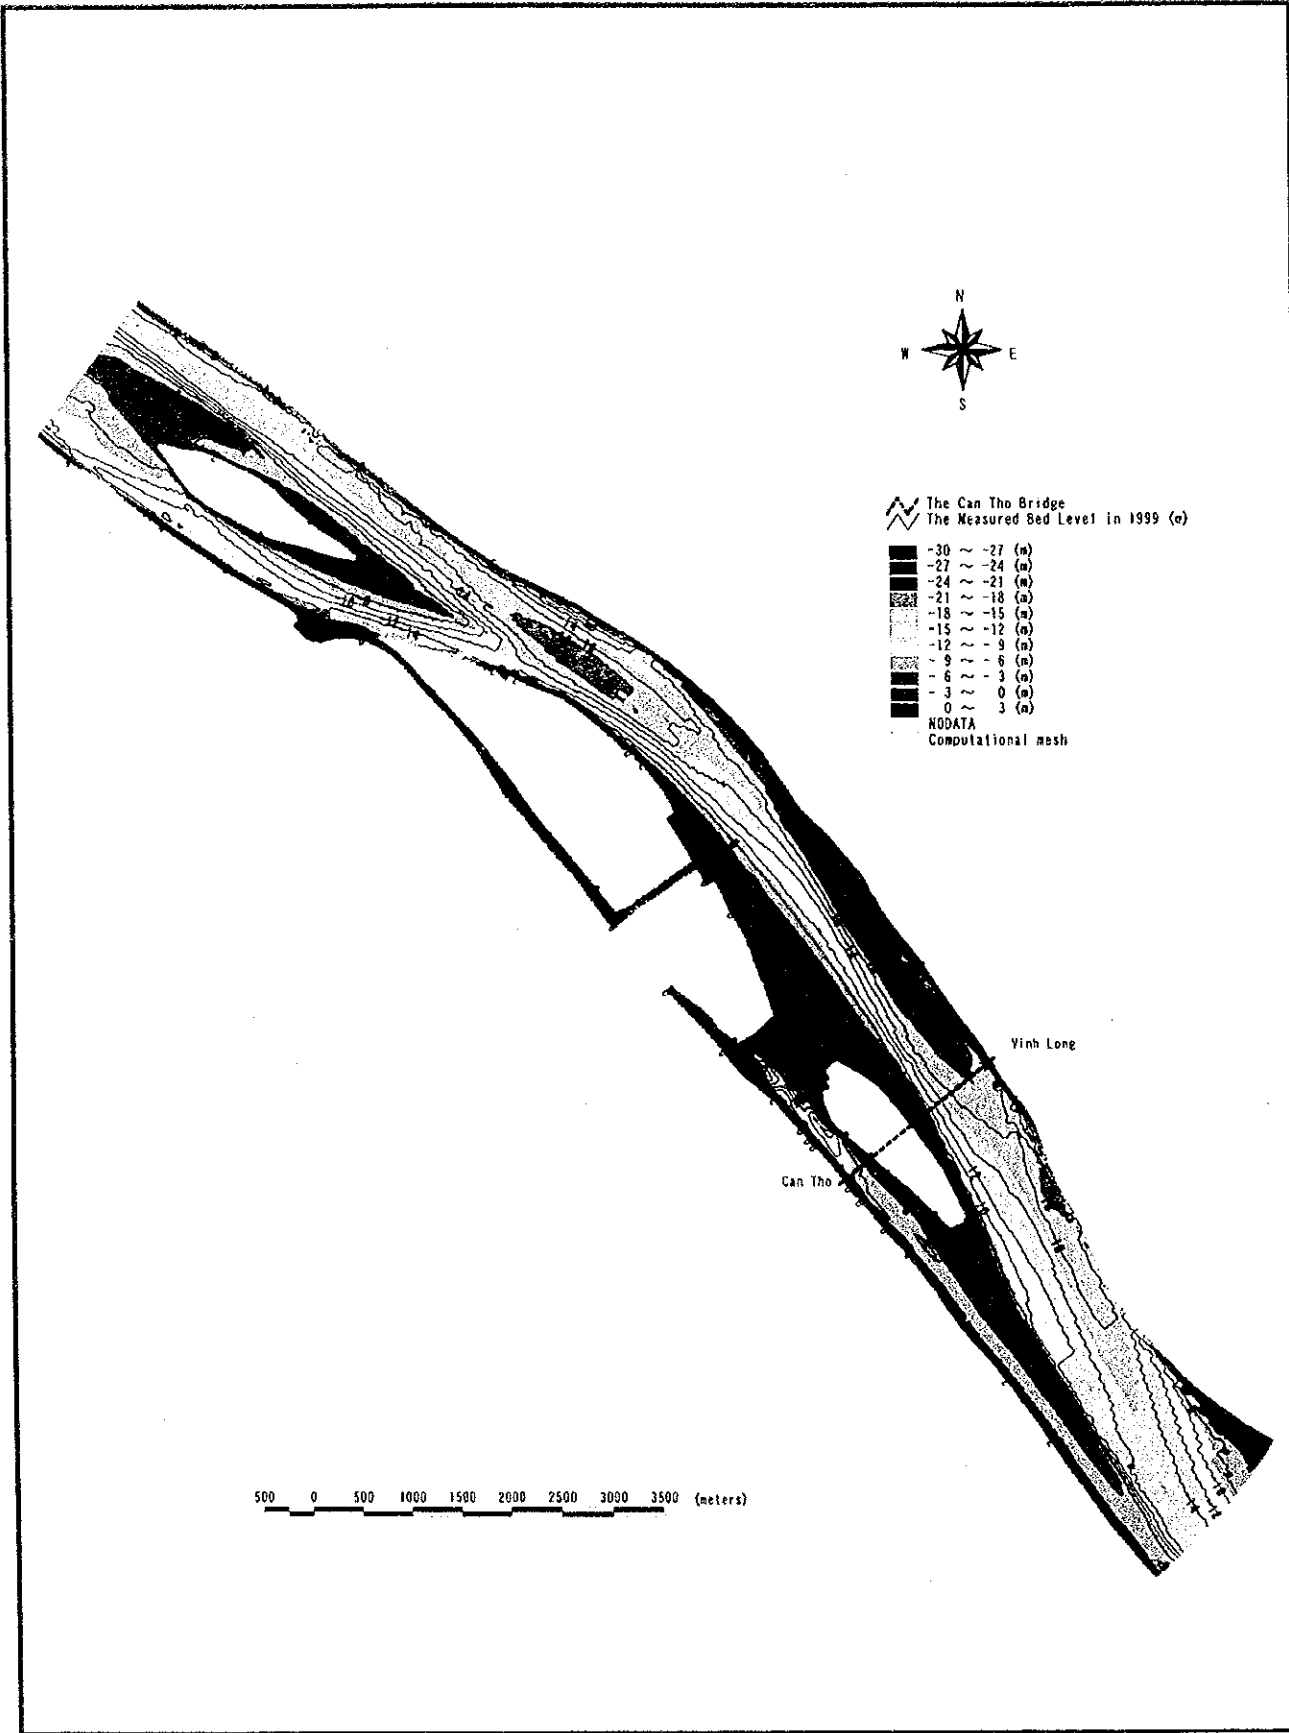 N
W E
S
The Can Tho Bridge
The Measured Bed Level in 1999 (m)
-30 ~ -27 (m)
-27 ~ -24 (m)
-24 ~ -21 (m)
-21 ~ -18 (m)
-18 ~ -15 (m)
-15 ~ -12 (m)
-12 ~ - 9 (m)
- 9 ~ - 6 (m)
- 6 ~ - 3 (m)
- 3 ~ 0 (m)
0 ~ 3 (m)
NODATA
Computational mesh
Vinh Long
Can Tho
500 0 500 1000 1500 2000 2500 3000 3500 (meters)